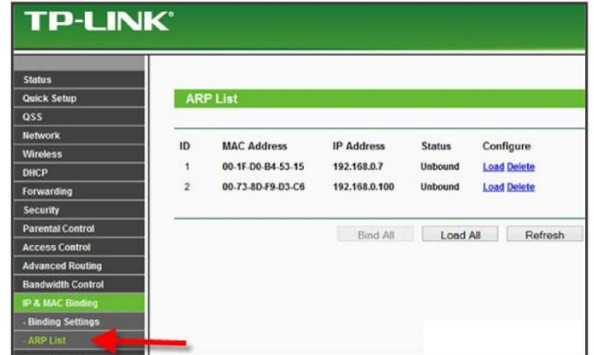 TP-LINK®
Status
Quick Setup
QSS
Network
Wireless
DHCP
Forwarding
Security
Parental Control
Access Control
Advanced Routing
Bandwidth Control
IP & MAC Binding
- Binding Settings
- ARP List
ARP List
ID MAC Address IP Address Status Configure
1 00-1F-D0-B4-53-15 192.168.0.7 Unbound Load Delete
2 00-73-8D-F9-D3-C6 192.168.0.100 Unbound Load Delete
Bind All Load All Refresh